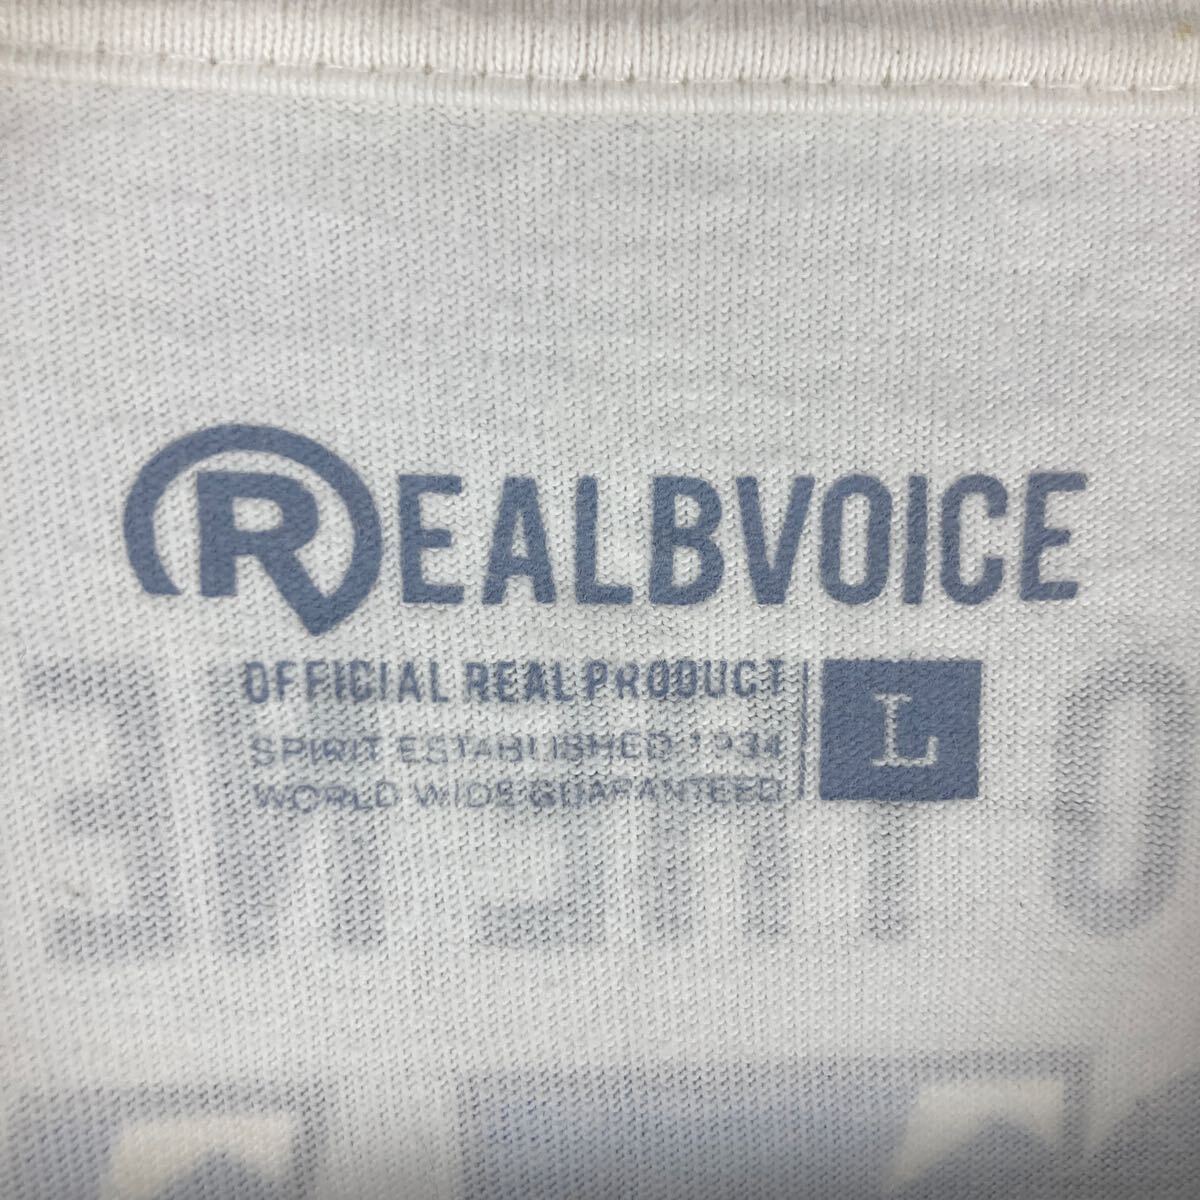 REALBVOICE
OFFICIAL REAL PRODUCT
SPIRIT ESTABLISHED 1934
WORLD WIDE GUARANTEED
L